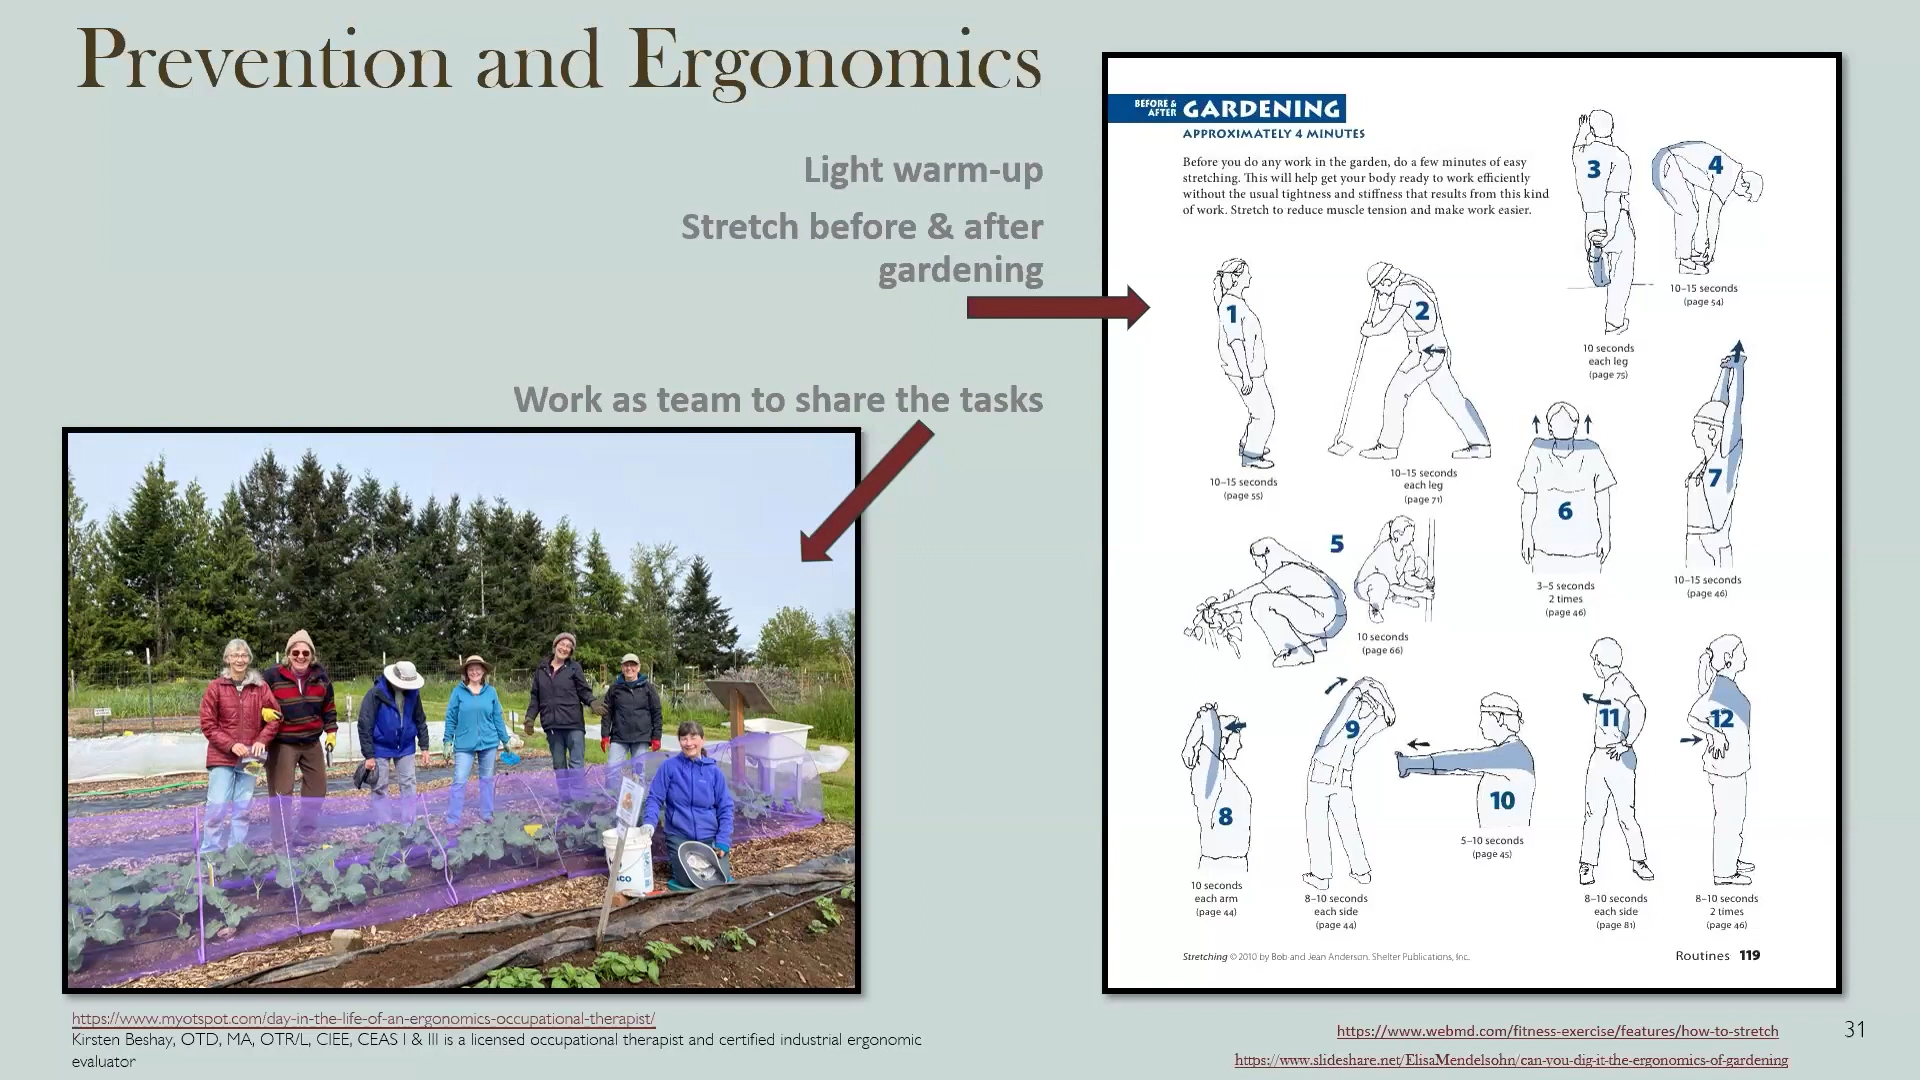 Prevention and Ergonomics
Light warm-up
Stretch before & after
gardening
Work as team to share the tasks
BEFORE &
AFTER GARDENING
APPROXIMATELY 4 MINUTES
Before you do any work in the garden, do a few minutes of easy
stretching. This will help get your body ready to work efficiently
without the usual tightness and stiffness that results from this kind
of work. Stretch to reduce muscle tension and make work easier.
1
10–15 seconds
(page 55)
2
10–15 seconds
each leg
(page 71)
3
10 seconds
each leg
(page 75)
4
10–15 seconds
(page 54)
5
10 seconds
(page 66)
6
3–5 seconds
2 times
(page 46)
7
10–15 seconds
(page 46)
8
10 seconds
each arm
(page 44)
9
8–10 seconds
each side
(page 44)
10
5–10 seconds
(page 45)
11
8–10 seconds
each side
(page 81)
12
8–10 seconds
2 times
(page 46)
Stretching © 2010 by Bob and Jean Anderson. Shelter Publications, Inc.
Routines 119
https://www.myotspot.com/day-in-the-life-of-an-ergonomics-occupational-therapist/
Kirsten Beshay, OTD, MA, OTR/L, CIEE, CEAS I & III is a licensed occupational therapist and certified industrial ergonomic
evaluator
https://www.webmd.com/fitness-exercise/features/how-to-stretch
https://www.slideshare.net/ElisaMendelsohn/can-you-dig-it-the-ergonomics-of-gardening
31